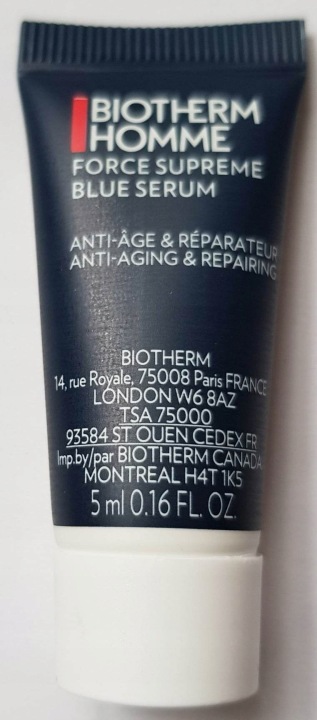 BIOTHERM
HOMME
FORCE SUPREME
BLUE SERUM
ANTI-ÂGE & RÉPARATEUR
ANTI-AGING & REPAIRING
BIOTHERM
14, rue Royale, 75008 Paris FRANCE
LONDON W6 8AZ
TSA 75000
93584 ST OUEN CEDEX FR
Imp.by/par BIOTHERM CANADA
MONTREAL H4T 1K5
5 ml 0.16 FL. OZ.